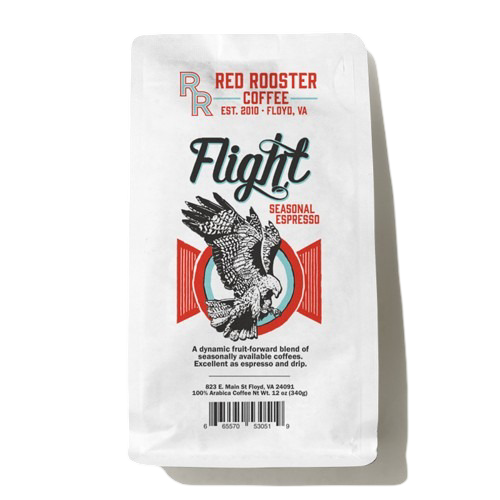 RR
RED ROOSTER
COFFEE
EST. 2010 - FLOYD, VA
Flight
SEASONAL
ESPRESSO
A dynamic fruit-forward blend of
seasonally available coffees.
Excellent as espresso and drip.
823 E. Main St Floyd, VA 24091
100% Arabica Coffee Nt Wt. 12 oz (340g)
6 65570 53051 9